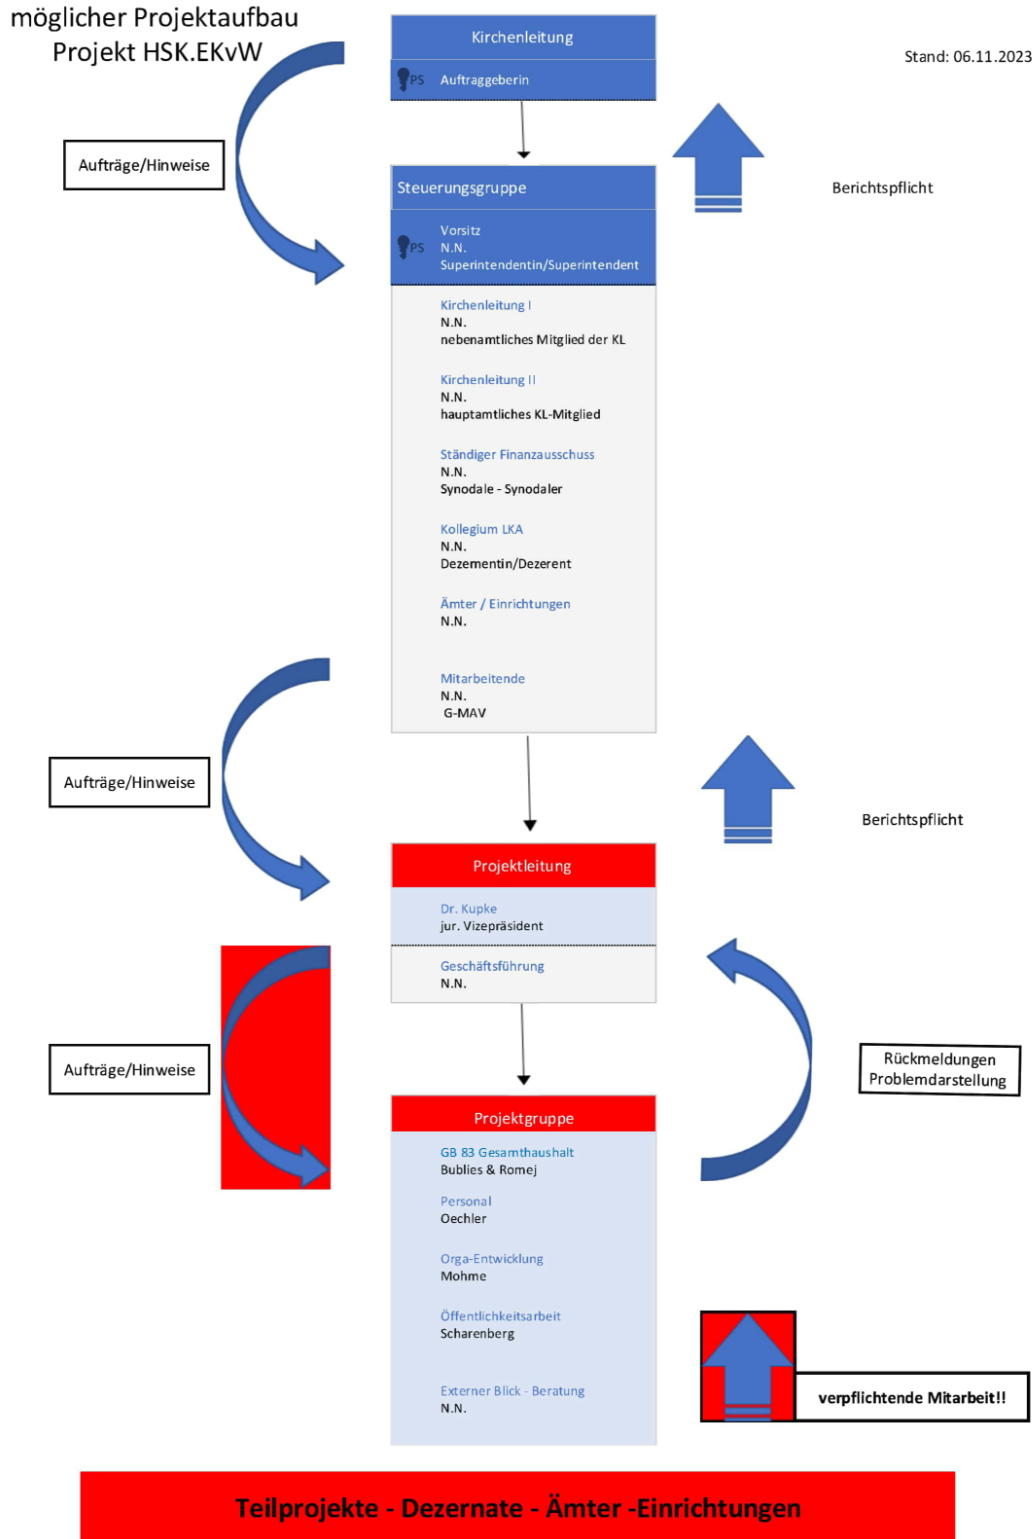 möglicher Projektaufbau
Projekt HSK.EKvW
Stand: 06.11.2023
Kirchenleitung
PS Auftraggeberin
Aufträge/Hinweise
Berichtspflicht
Steuerungsgruppe
Vorsitz
PS N.N.
Superintendentin/Superintendent
Kirchenleitung I
N.N.
nebenamtliches Mitglied der KL
Kirchenleitung II
N.N.
hauptamtliches KL-Mitglied
Ständiger Finanzausschuss
N.N.
Synodale - Synodaler
Kollegium LKA
N.N.
Dezementin/Dezerent
Ämter / Einrichtungen
N.N.
Mitarbeitende
N.N.
G-MAV
Aufträge/Hinweise
Berichtspflicht
Projektleitung
Dr. Kupke
jur. Vizepräsident
Geschäftsführung
N.N.
Aufträge/Hinweise
Rückmeldungen
Problemdarstellung
Projektgruppe
GB 83 Gesamthaushalt
Bublies & Romej
Personal
Oechler
Orga-Entwicklung
Mohme
Öffentlichkeitsarbeit
Scharenberg
Externer Blick - Beratung
N.N.
verpflichtende Mitarbeit!!
Teilprojekte - Dezernate - Ämter -Einrichtungen